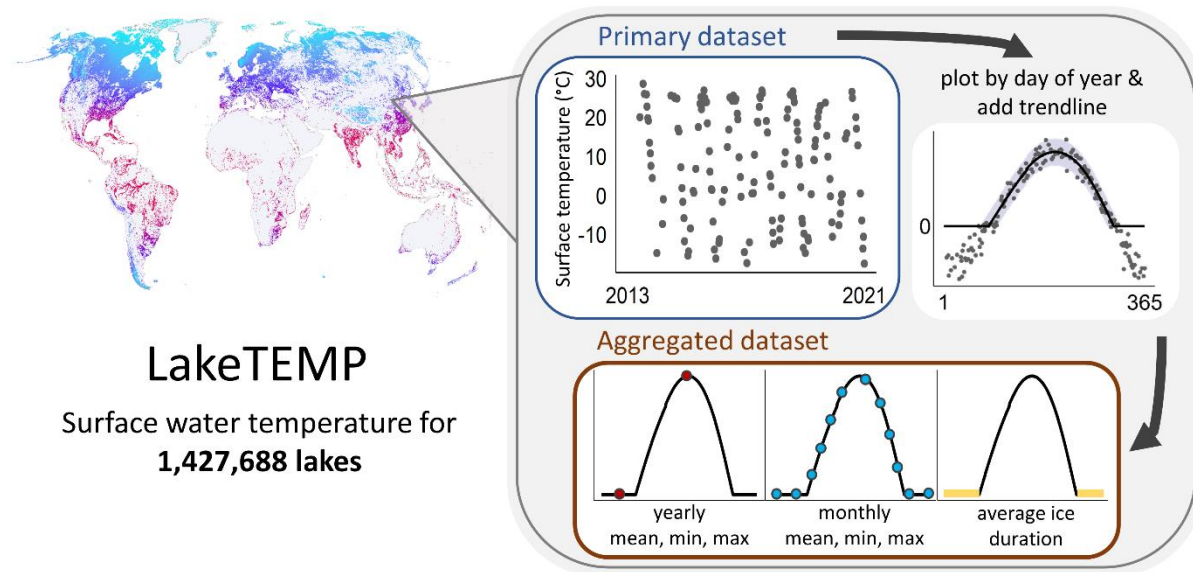 LakeTEMP
Surface water temperature for
1,427,688 lakes
Primary dataset
Surface temperature (°C)
30
20
10
0
-10
2013
2021
plot by day of year &
add trendline
0
1
365
Aggregated dataset
yearly
mean, min, max
monthly
mean, min, max
average ice
duration